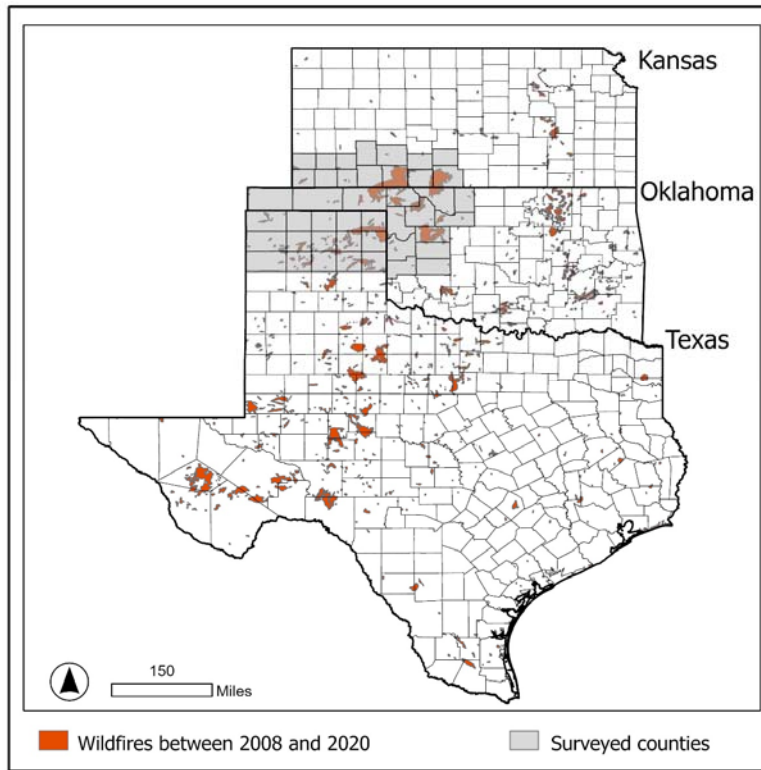 Kansas
Oklahoma
Texas
150
Miles
Wildfires between 2008 and 2020
Surveyed counties